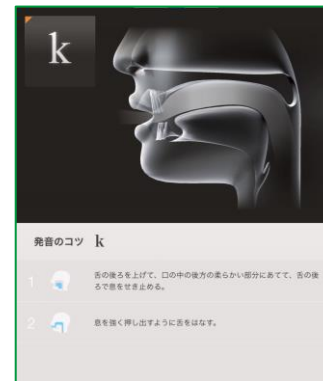 k
発音のコツ k
1 舌の後ろを上げて、口の中の後方の柔らかい部分にあてて、舌の後
ろで息をせき止める。
2 息を強く押し出すように舌をはなす。